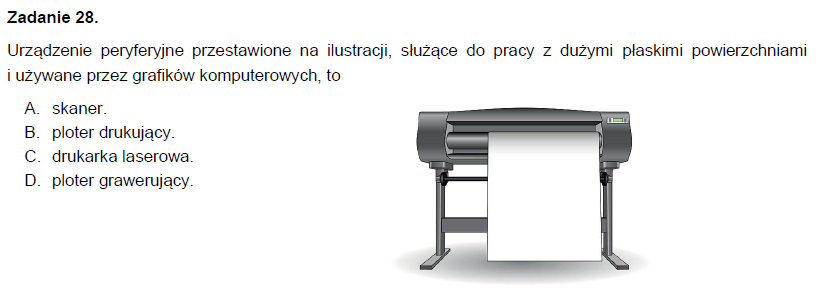 Zadanie 28.
Urządzenie peryferyjne przestawione na ilustracji, służące do pracy z dużymi płaskimi powierzchniami
i używane przez grafików komputerowych, to
A. skaner.
B. ploter drukujący.
C. drukarka laserowa.
D. ploter grawerujący.